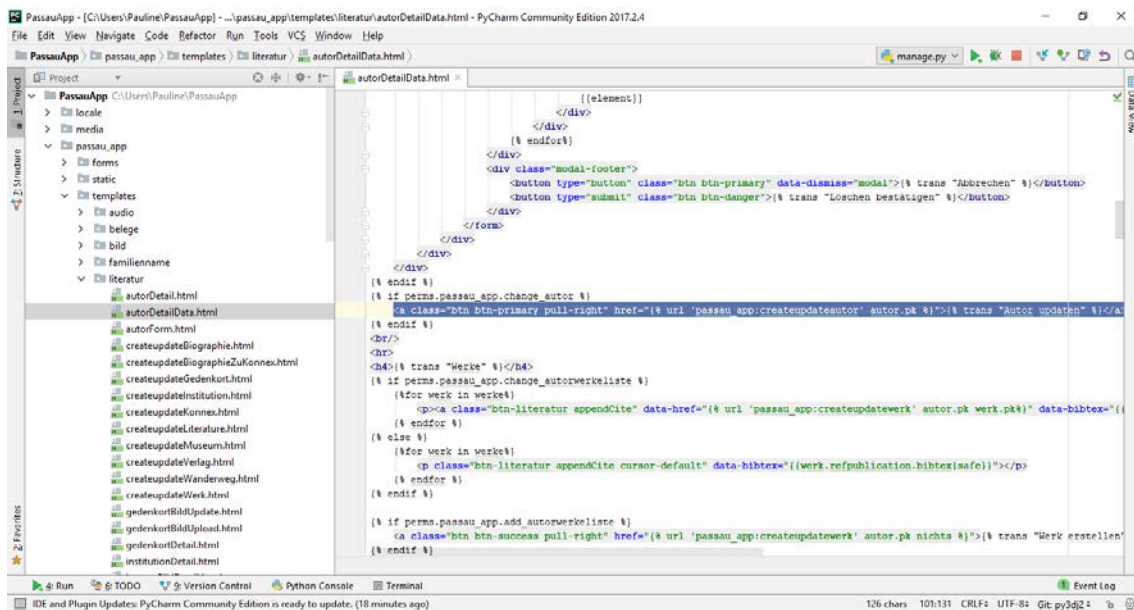 PassauApp - [C:\Users\Pauline\PassauApp] - ...\passau_app\templates\literatur\autorDetailData.html - PyCharm Community Edition 2017.2.4
File Edit View Navigate Code Refactor Run Tools VCS Window Help
PassauApp passau_app templates literatur autorDetailData.html manage.py
Project autorDetailData.html
1: Project
7: Structure
2: Favorites
Data View
PassauApp C:\Users\Pauline\PassauApp
locale
media
passau_app
forms
static
templates
audio
belege
bild
familienname
literatur
autorDetail.html
autorDetailData.html
autorForm.html
createupdateBiographie.html
createupdateBiographieZuKonnex.html
createupdateGedenkort.html
createupdateInstitution.html
createupdateKonnex.html
createupdateLiterature.html
createupdateMuseum.html
createupdateVerlag.html
createupdateWanderweg.html
createupdateWerk.html
gedenkortBildUpdate.html
gedenkortBildUpload.html
gedenkortDetail.html
institutionDetail.html
{{element}}
</div>
</div>
{% endfor%}
</div>
<div class="modal-footer">
<button type="button" class="btn btn-primary" data-dismiss="modal">{% trans "Abbrechen" %}</button>
<button type="submit" class="btn btn-danger">{% trans "Löschen bestätigen" %}</button>
</div>
</form>
</div>
</div>
</div>
{% endif %}
{% if perms.passau_app.change_autor %}
<a class="btn btn-primary pull-right" href="{% url 'passau_app:createupdateautor' autor.pk %}">{% trans "Autor updaten" %}</a>
{% endif %}
<br/>
<hr>
<h4>{% trans "Werke" %}</h4>
{% if perms.passau_app.change_autorwerkeliste %}
{%for werk in werke%}
<p><a class="btn-literatur appendCite" data-href="{% url 'passau_app:createupdatewerk' autor.pk werk.pk%}" data-bibtex="{{
{% endfor %}
{% else %}
{%for werk in werke%}
<p class="btn-literatur appendCite cursor-default" data-bibtex="{{werk.refpublication.bibtex|safe}}"></p>
{% endfor %}
{% endif %}
{% if perms.passau_app.add_autorwerkeliste %}
<a class="btn btn-success pull-right" href="{% url 'passau_app:createupdatewerk' autor.pk nichts %}">{% trans "Werk erstellen"
{% endif %}
4: Run 6: TODO 9: Version Control Python Console Terminal 1 Event Log
IDE and Plugin Updates: PyCharm Community Edition is ready to update. (18 minutes ago) 126 chars 101:131 CRLF UTF-8 Git: py3dj2